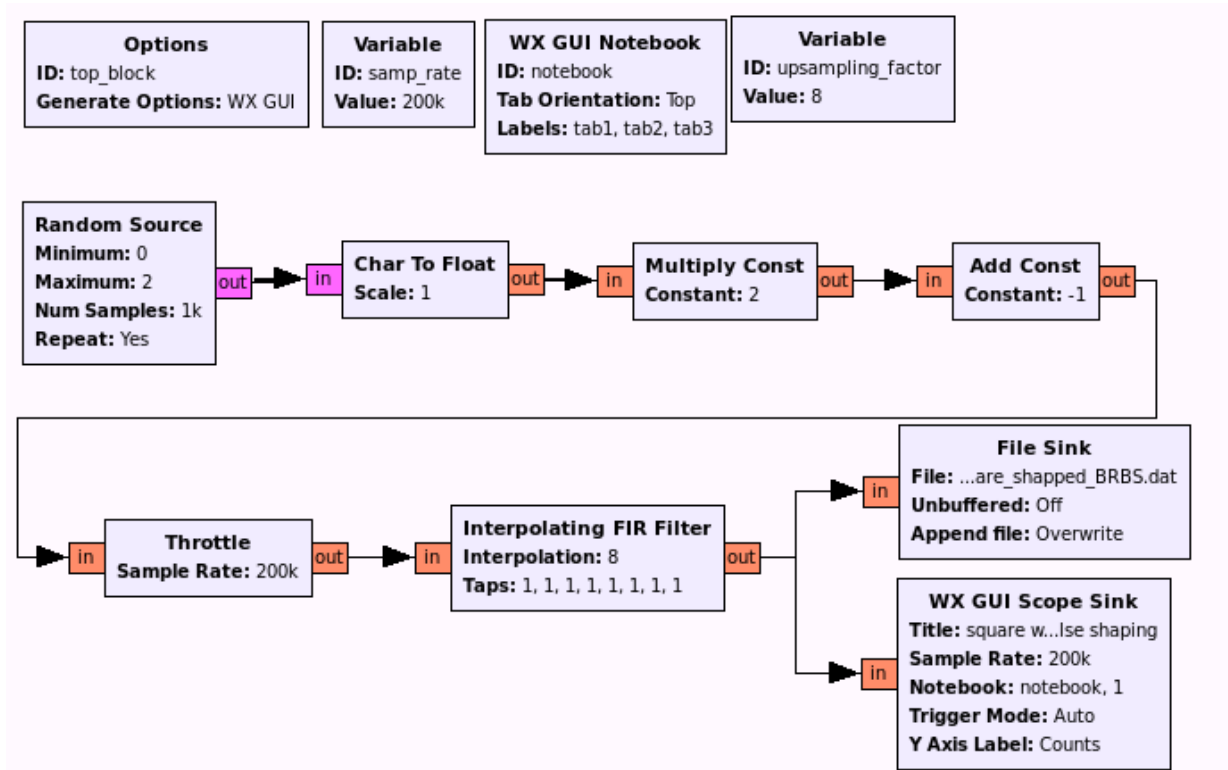 Options
ID: top_block
Generate Options: WX GUI
Variable
ID: samp_rate
Value: 200k
WX GUI Notebook
ID: notebook
Tab Orientation: Top
Labels: tab1, tab2, tab3
Variable
ID: upsampling_factor
Value: 8
Random Source
Minimum: 0
Maximum: 2
Num Samples: 1k
Repeat: Yes
out
in
Char To Float
Scale: 1
out
in
Multiply Const
Constant: 2
out
in
Add Const
Constant: -1
out
in
Throttle
Sample Rate: 200k
out
in
Interpolating FIR Filter
Interpolation: 8
Taps: 1, 1, 1, 1, 1, 1, 1, 1
out
in
File Sink
File: ...are_shapped_BRBS.dat
Unbuffered: Off
Append file: Overwrite
in
WX GUI Scope Sink
Title: square w...lse shaping
Sample Rate: 200k
Notebook: notebook, 1
Trigger Mode: Auto
Y Axis Label: Counts